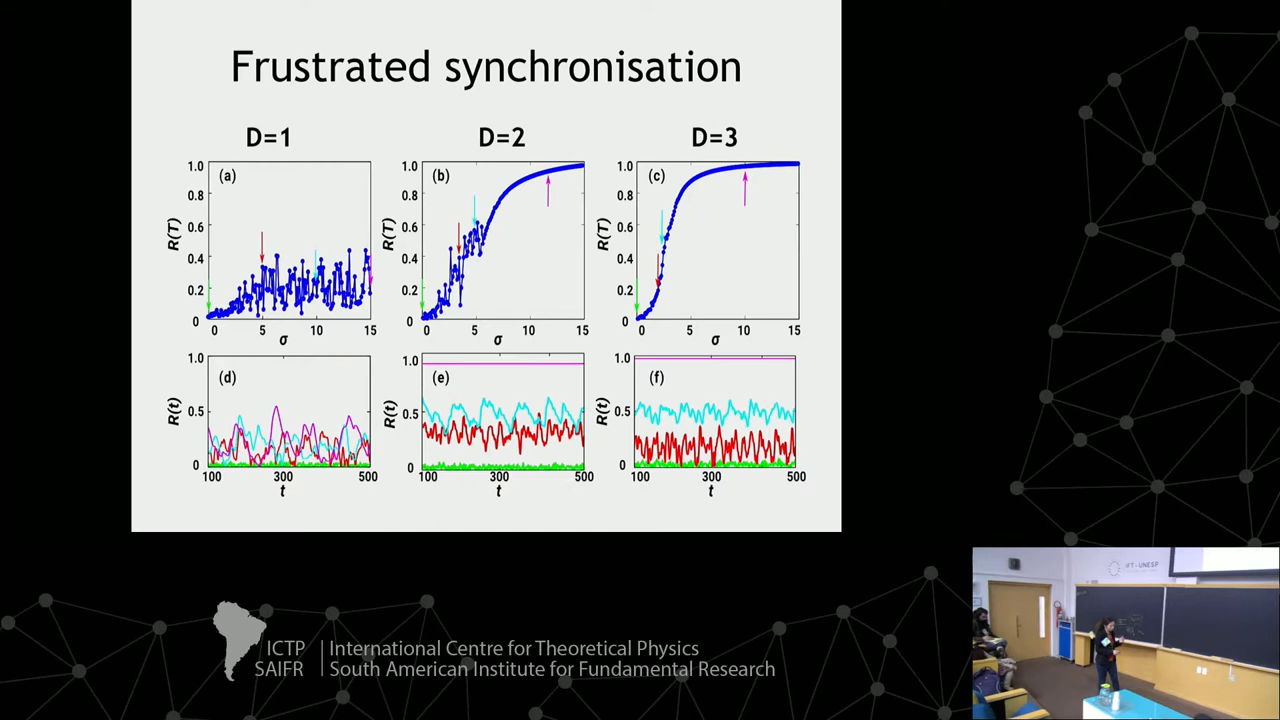 Frustrated synchronisation
D=1
D=2
D=3
(a)
1.0
0.8
0.6
0.4
0.2
0
R(T)
0 5 10 15
σ
(b)
1.0
0.8
0.6
0.4
0.2
0
R(T)
0 5 10 15
σ
(c)
1.0
0.8
0.6
0.4
0.2
0
R(T)
0 5 10 15
σ
(d)
1.0
0.5
0
R(t)
100 300 500
t
(e)
1.0
0.5
0
R(t)
100 300 500
t
(f)
1.0
0.5
0
R(t)
100 300 500
t
ICTP
SAIFR
International Centre for Theoretical Physics
South American Institute for Fundamental Research
IFT-UNESP